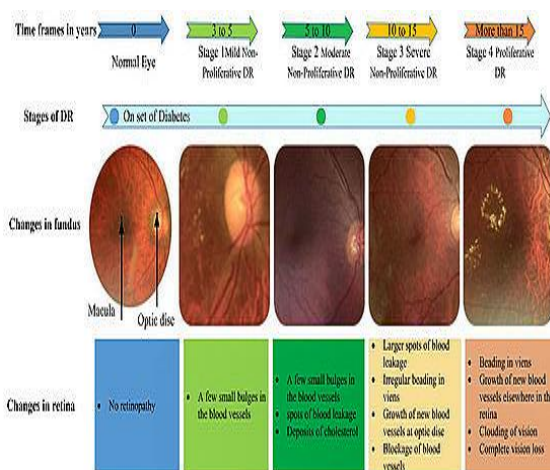 Time frames in years
0
3 to 5
5 to 10
10 to 15
More than 15
Normal Eye
Stage 1Mild Non-
Proliferative DR
Stage 2 Moderate
Non-Proliferative DR
Stage 3 Severe
Non-Proliferative DR
Stage 4 Proliferative
DR
Stages of DR
On set of Diabetes
Changes in fundus
Macula
Optic disc
Changes in retina
• No retinopathy
• A few small bulges in
the blood vessels
• A few small bulges in
the blood vessels
• spots of blood leakage
• Deposits of cholesterol
• Larger spots of blood
leakage
• Irregular beading in
viens
• Growth of new blood
vessels at optic disc
• Blockage of blood
vessels
• Beading in viens
• Growth of new blood
vessels elsewhere in the
retina
• Clouding of vision
• Complete vision loss